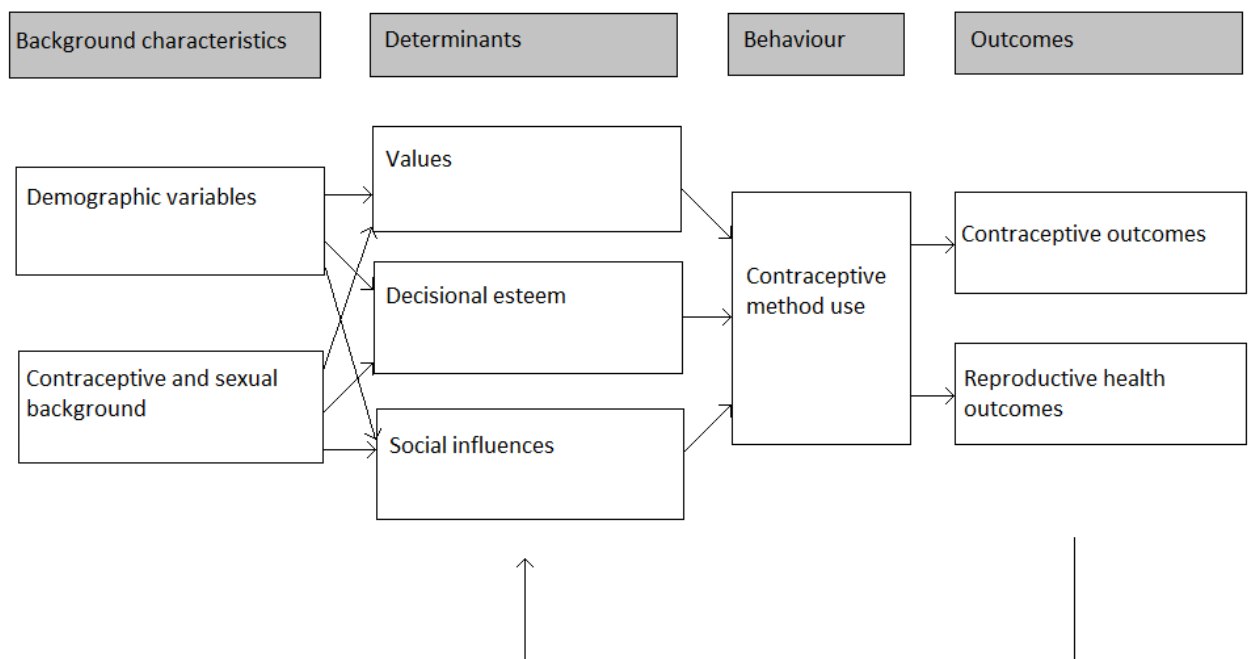 Background characteristics
Determinants
Behaviour
Outcomes
Demographic variables
Contraceptive and sexual
background
Values
Decisional esteem
Social influences
Contraceptive
method use
Contraceptive outcomes
Reproductive health
outcomes